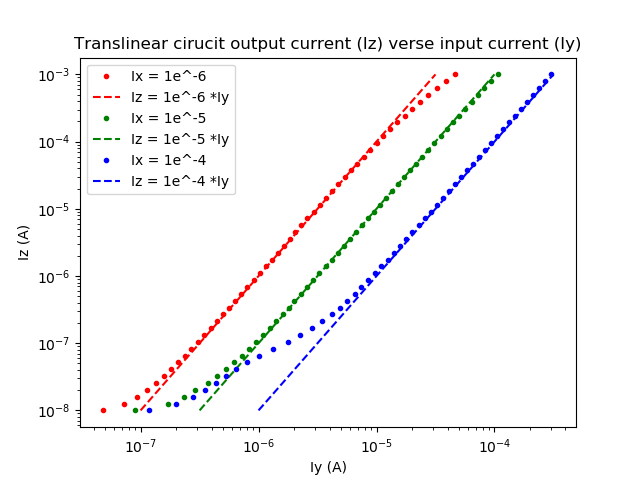 Translinear cirucit output current (Iz) verse input current (Iy)
Ix = 1e^-6
Iz = 1e^-6 *Iy
Ix = 1e^-5
Iz = 1e^-5 *Iy
Ix = 1e^-4
Iz = 1e^-4 *Iy
Iz (A)
10⁻³
10⁻⁴
10⁻⁵
10⁻⁶
10⁻⁷
10⁻⁸
10⁻⁷ 10⁻⁶ 10⁻⁵ 10⁻⁴
Iy (A)